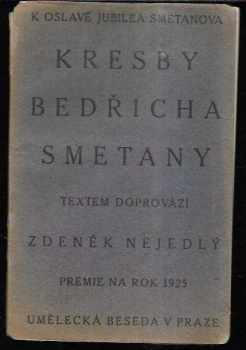 K OSLAVĚ JUBILEA SMETANOVA
KRESBY
BEDŘICHA
SMETANY
TEXTEM DOPROVÁZÍ
ZDENĚK NEJEDLÝ
PREMIE NA ROK 1925
UMĚLECKÁ BESEDA V PRAZE